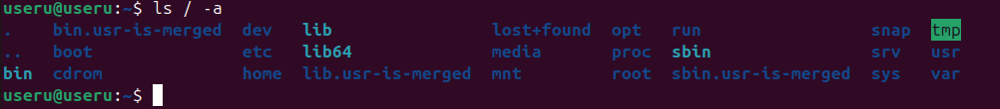 useru@useru:~$ ls / -a
.    bin.usr-is-merged  dev   lib                lost+found  opt   run                 snap  tmp
..   boot               etc   lib64              media       proc  sbin                srv   usr
bin  cdrom              home  lib.usr-is-merged  mnt         root  sbin.usr-is-merged  sys   var
useru@useru:~$